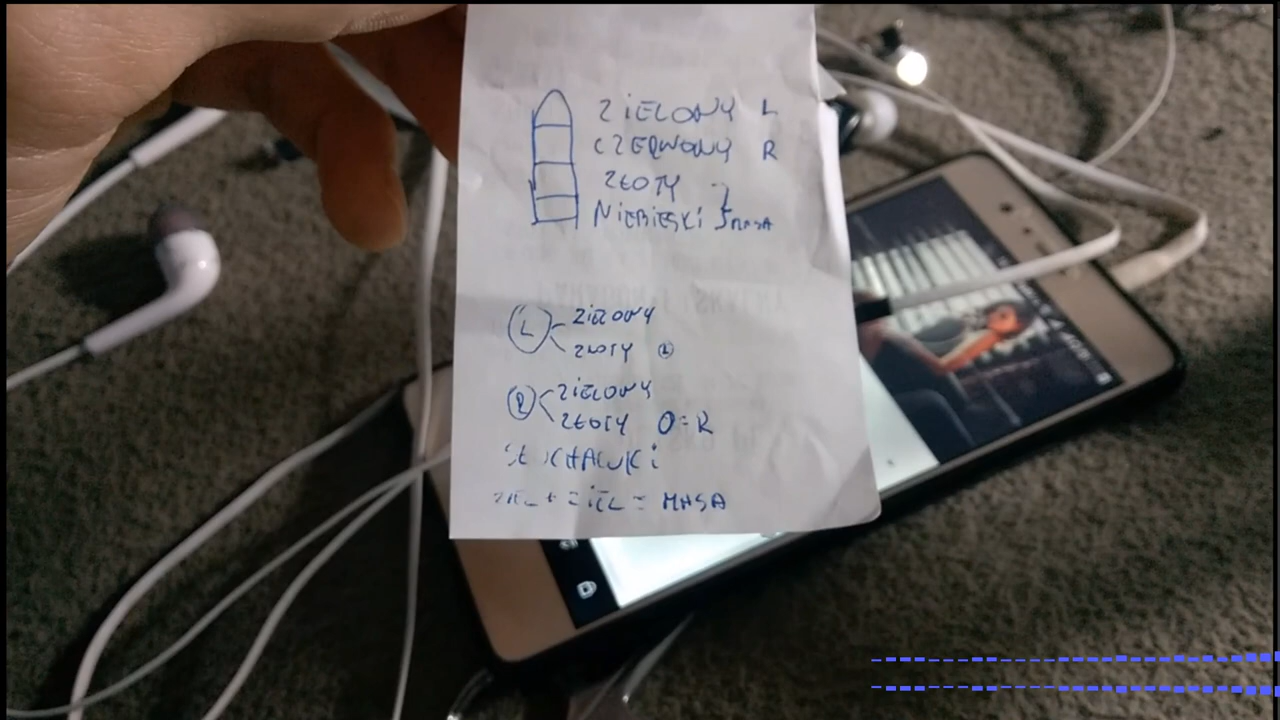 ZIELONY L
CZERWONY R
ZŁOTY }
NIEBIESKI } MASA
L < ZIELONY
ZŁOTY L
R < ZIELONY
ZŁOTY O=R
SŁUCHAWKI
ZIEL + ZIEL = MASA